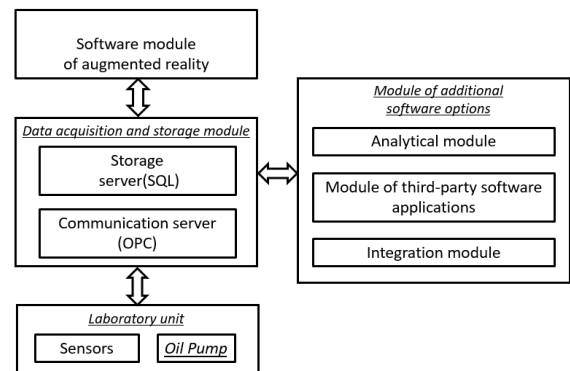 Software module
of augmented reality
Data acquisition and storage module
Storage
server(SQL)
Communication server
(OPC)
Laboratory unit
Sensors
Oil Pump
Module of additional
software options
Analytical module
Module of third-party software
applications
Integration module